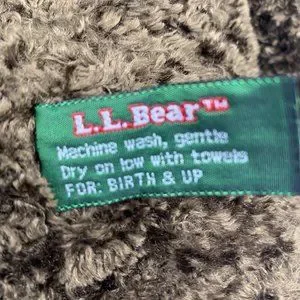 L.L.Bear™
Machine wash, gentle
Dry on low with towels
FOR: BIRTH & UP